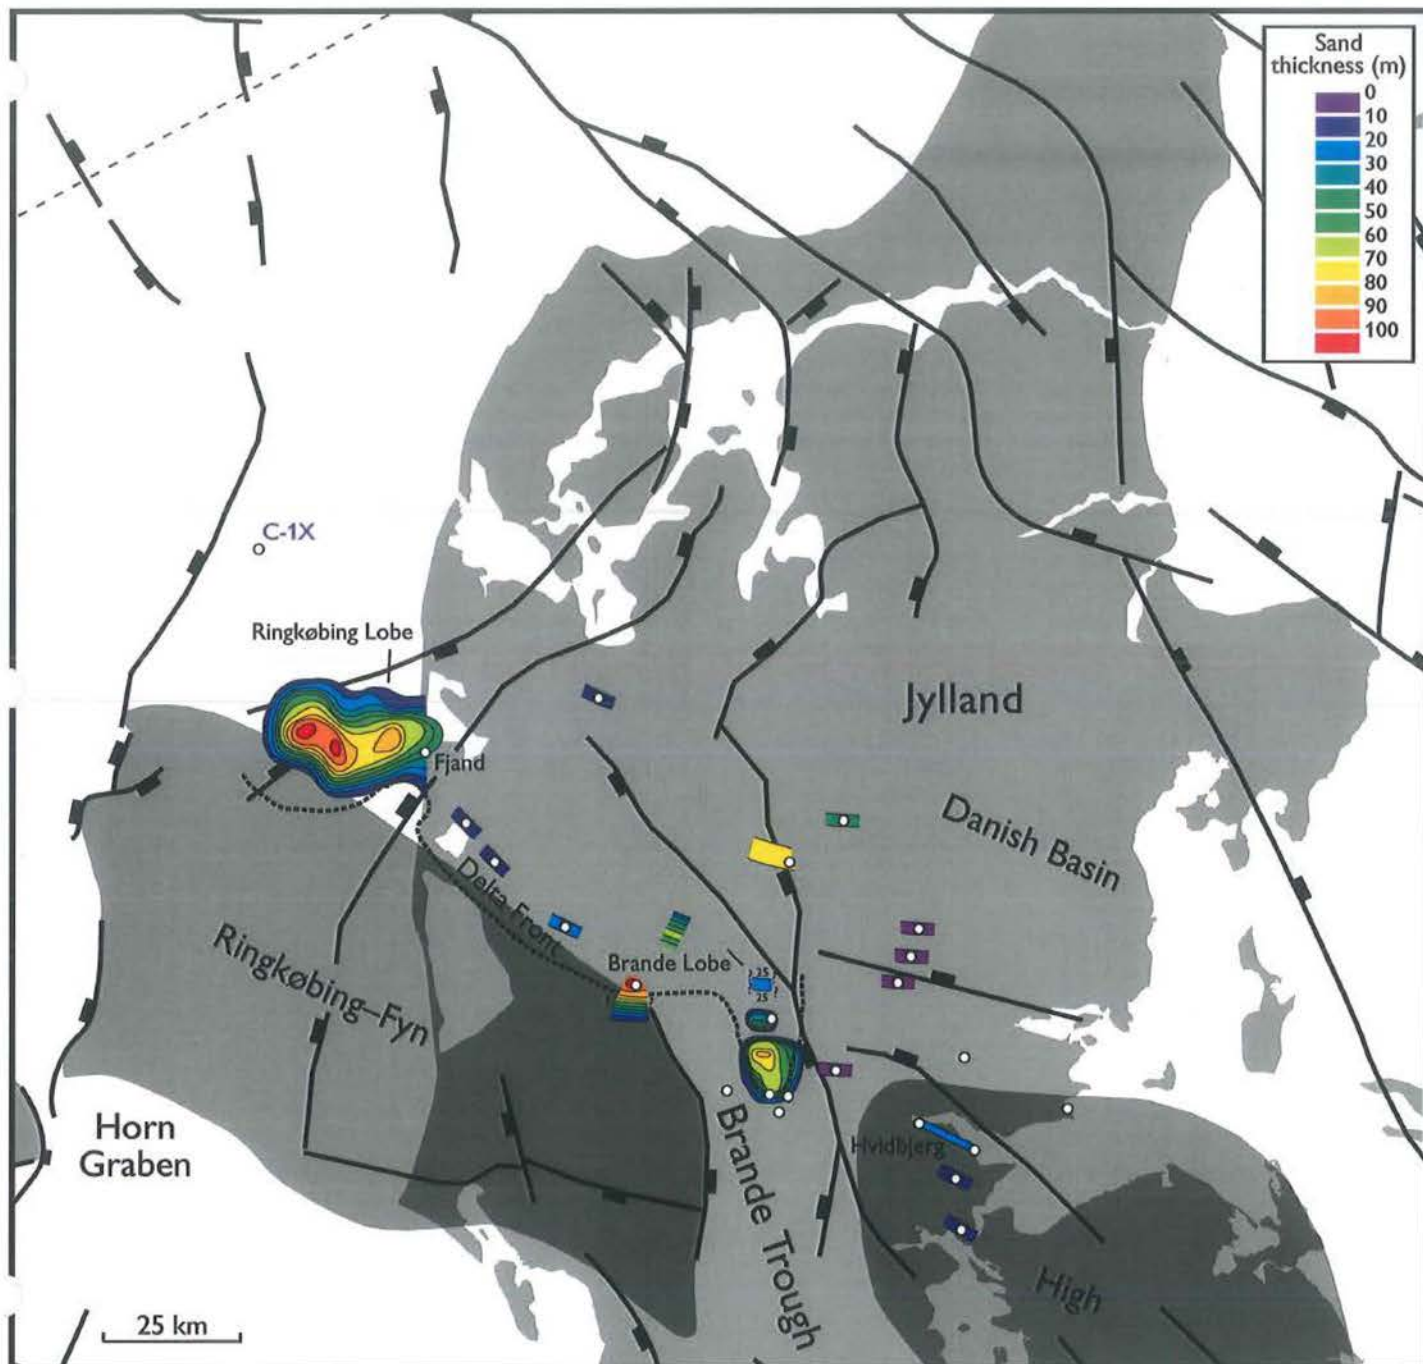 Sand
thickness (m)
0
10
20
30
40
50
60
70
80
90
100
C-1X
Ringkøbing Lobe
Jylland
Fjand
Danish Basin
Delta Front
Ringkøbing–Fyn
Brande Lobe
25
25
Horn
Graben
Hvidbjerg
Brande Trough
High
25 km